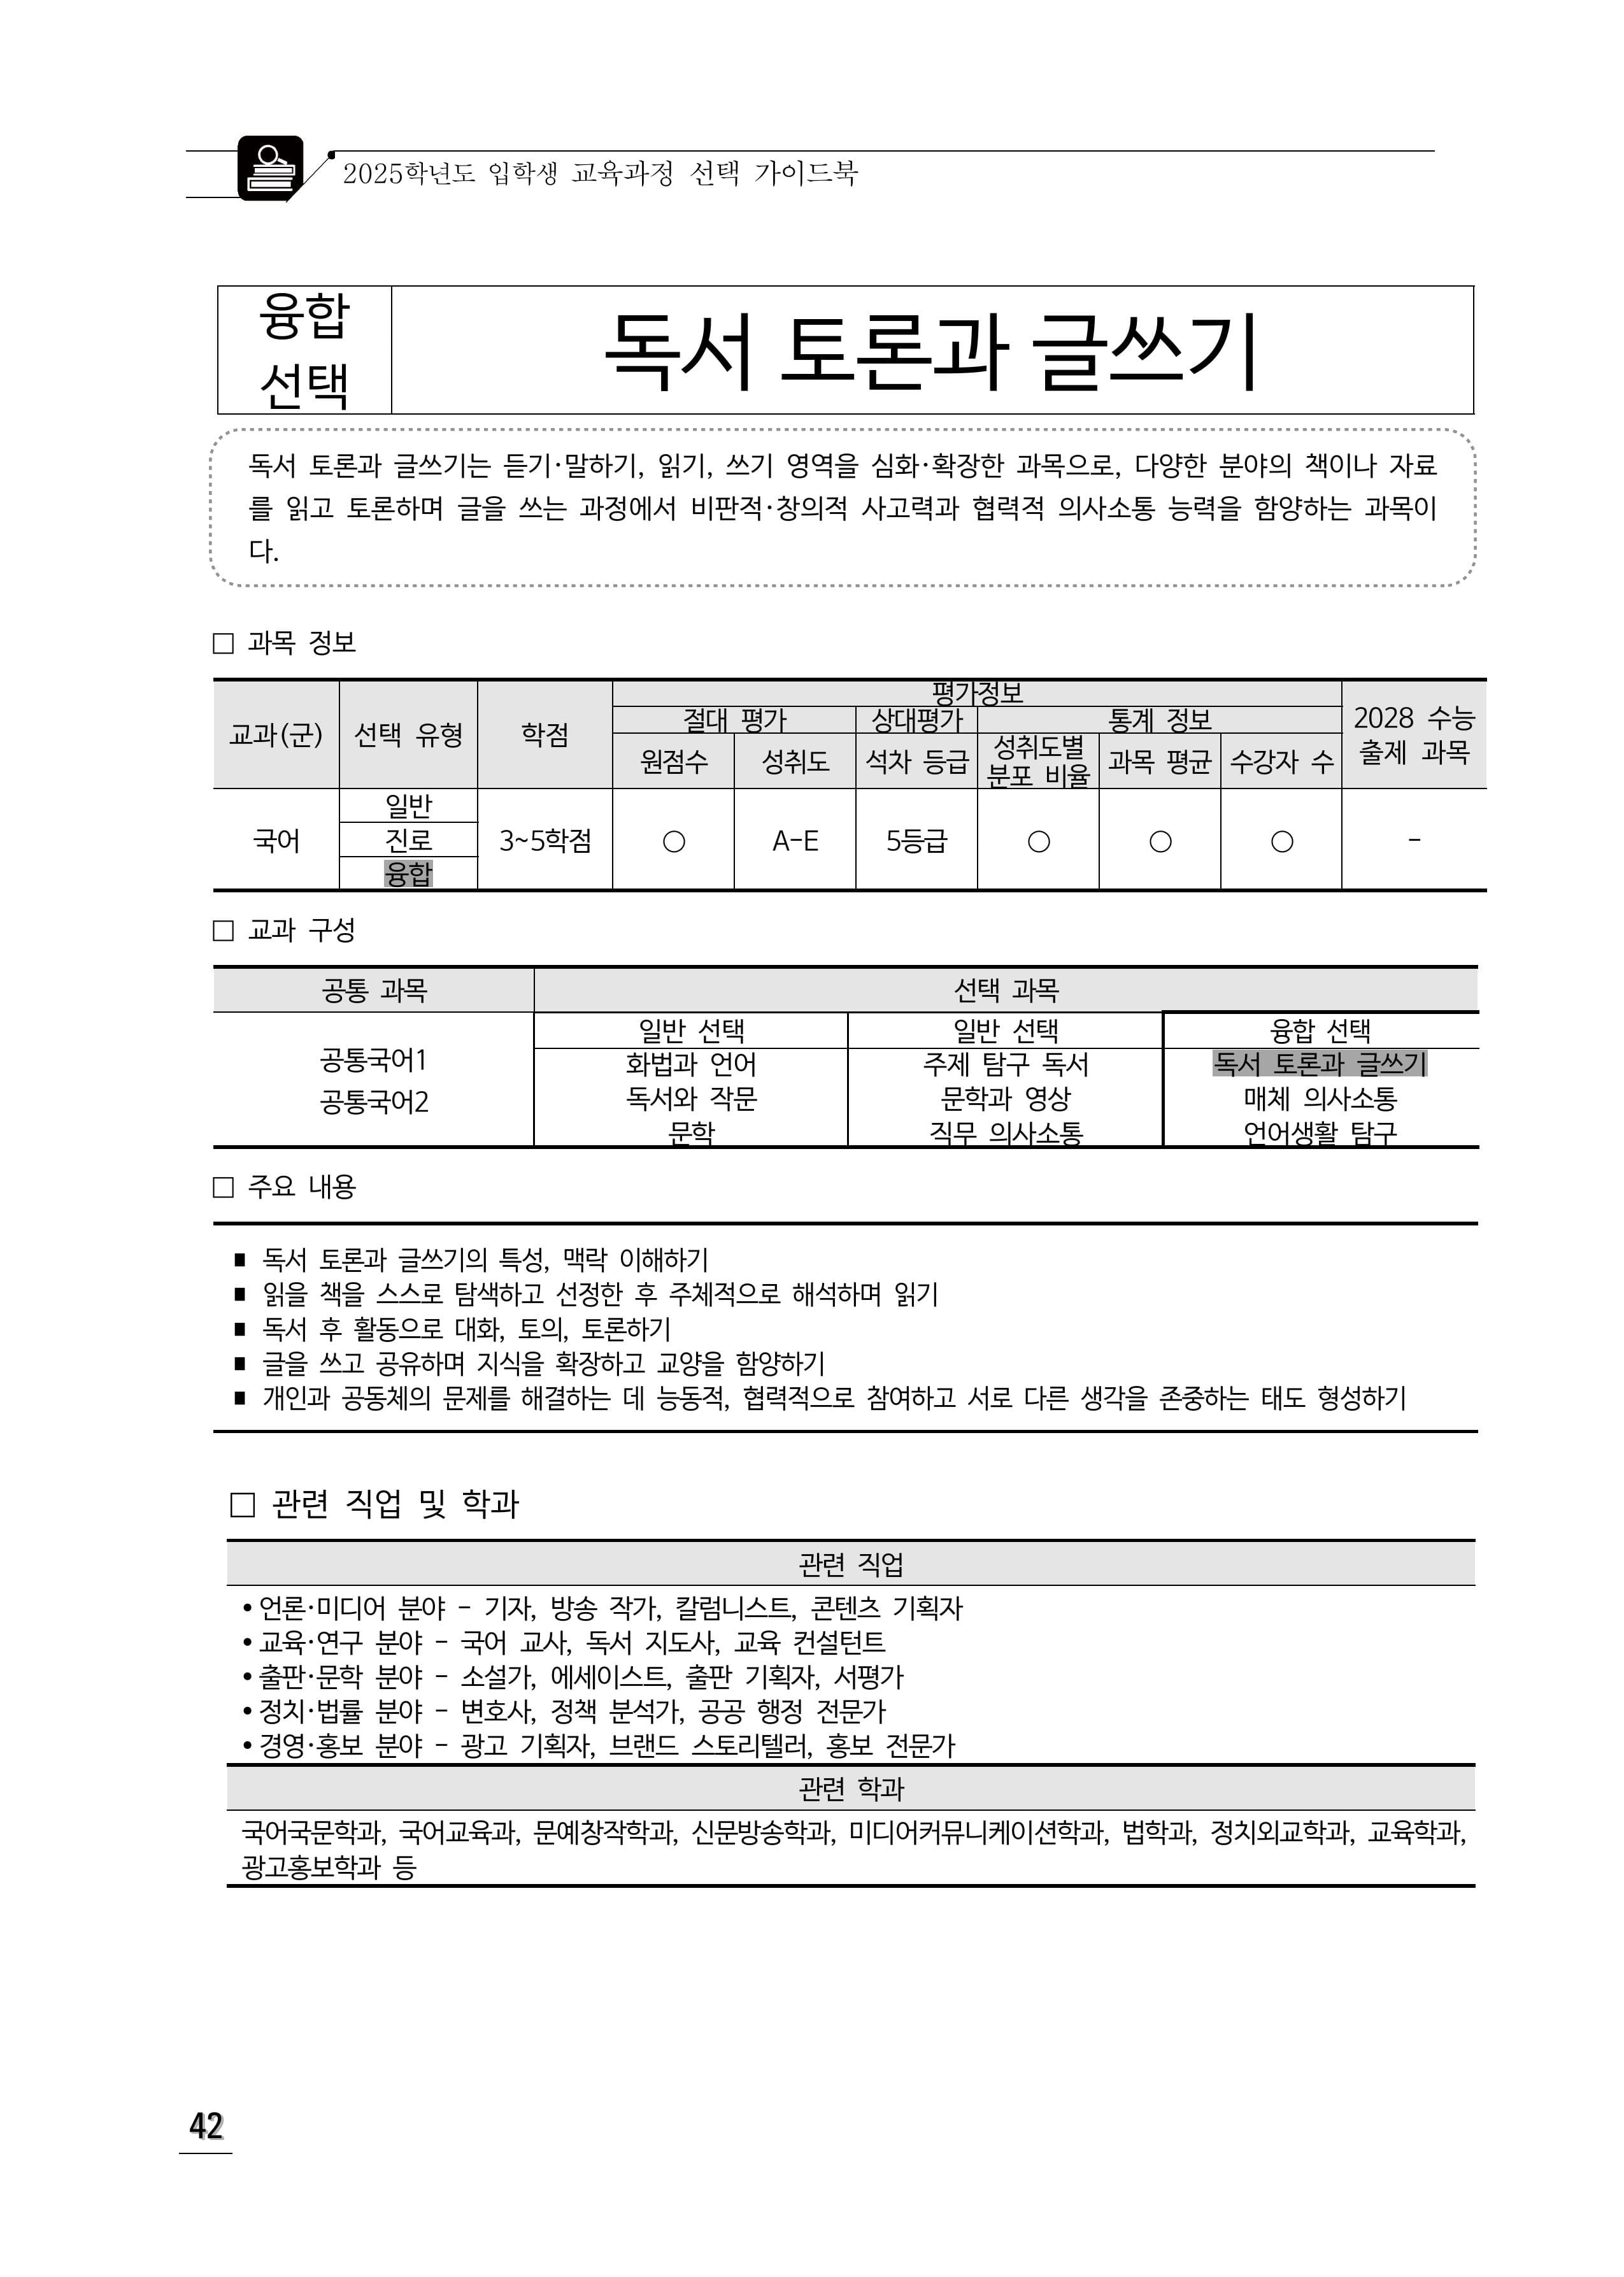 2025학년도 입학생 교육과정 선택 가이드북
융합
선택
독서 토론과 글쓰기
독서 토론과 글쓰기는 듣기·말하기, 읽기, 쓰기 영역을 심화·확장한 과목으로, 다양한 분야의 책이나 자료
를 읽고 토론하며 글을 쓰는 과정에서 비판적·창의적 사고력과 협력적 의사소통 능력을 함양하는 과목이
다.
□ 과목 정보
교과(군) 선택 유형 학점 평가정보 2028 수능 출제 과목
절대 평가 상대평가 통계 정보
원점수 성취도 석차 등급 성취도별 분포 비율 과목 평균 수강자 수
일반
국어 진로 3~5학점 ○ A-E 5등급 ○ ○ ○ -
융합
□ 교과 구성
공통 과목 선택 과목
일반 선택 일반 선택 융합 선택
공통국어1 화법과 언어 주제 탐구 독서 독서 토론과 글쓰기
공통국어2 독서와 작문 문학과 영상 매체 의사소통
문학 직무 의사소통 언어생활 탐구
□ 주요 내용
■ 독서 토론과 글쓰기의 특성, 맥락 이해하기
■ 읽을 책을 스스로 탐색하고 선정한 후 주체적으로 해석하며 읽기
■ 독서 후 활동으로 대화, 토의, 토론하기
■ 글을 쓰고 공유하며 지식을 확장하고 교양을 함양하기
■ 개인과 공동체의 문제를 해결하는 데 능동적, 협력적으로 참여하고 서로 다른 생각을 존중하는 태도 형성하기
□ 관련 직업 및 학과
관련 직업
•언론·미디어 분야 - 기자, 방송 작가, 칼럼니스트, 콘텐츠 기획자
•교육·연구 분야 - 국어 교사, 독서 지도사, 교육 컨설턴트
•출판·문학 분야 - 소설가, 에세이스트, 출판 기획자, 서평가
•정치·법률 분야 - 변호사, 정책 분석가, 공공 행정 전문가
•경영·홍보 분야 - 광고 기획자, 브랜드 스토리텔러, 홍보 전문가
관련 학과
국어국문학과, 국어교육과, 문예창작학과, 신문방송학과, 미디어커뮤니케이션학과, 법학과, 정치외교학과, 교육학과,
광고홍보학과 등
42